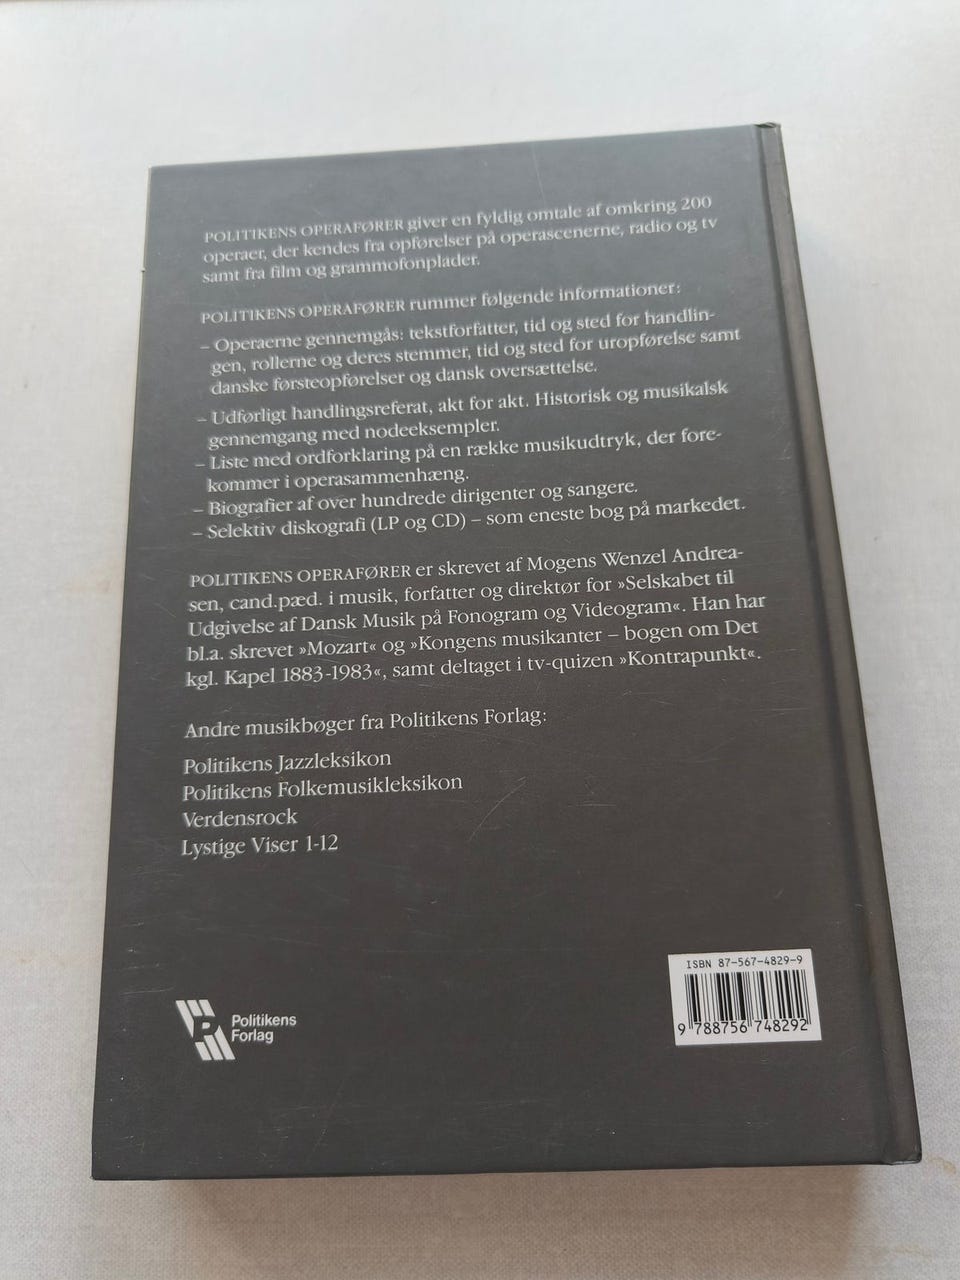 POLITIKENS OPERAFØRER giver en fyldig omtale af omkring 200
operaer, der kendes fra opførelser på operascenerne, radio og tv
samt fra film og grammofonplader.
POLITIKENS OPERAFØRER rummer følgende informationer:
– Operaerne gennemgås: tekstforfatter, tid og sted for handlin-
gen, rollerne og deres stemmer, tid og sted for uropførelse samt
danske førsteopførelser og dansk oversættelse.
– Udførligt handlingsreferat, akt for akt. Historisk og musikalsk
gennemgang med nodeeksempler.
– Liste med ordforklaring på en række musikudtryk, der fore-
kommer i operasammenhæng.
– Biografier af over hundrede dirigenter og sangere.
– Selektiv diskografi (LP og CD) – som eneste bog på markedet.
POLITIKENS OPERAFØRER er skrevet af Mogens Wenzel Andrea-
sen, cand.pæd. i musik, forfatter og direktør for »Selskabet til
Udgivelse af Dansk Musik på Fonogram og Videogram«. Han har
bl.a. skrevet »Mozart« og »Kongens musikanter – bogen om Det
kgl. Kapel 1883-1983«, samt deltaget i tv-quizen »Kontrapunkt«.
Andre musikbøger fra Politikens Forlag:
Politikens Jazzleksikon
Politikens Folkemusikleksikon
Verdensrock
Lystige Viser 1-12
P
Politikens
Forlag
ISBN 87-567-4829-9
9 788756 748292